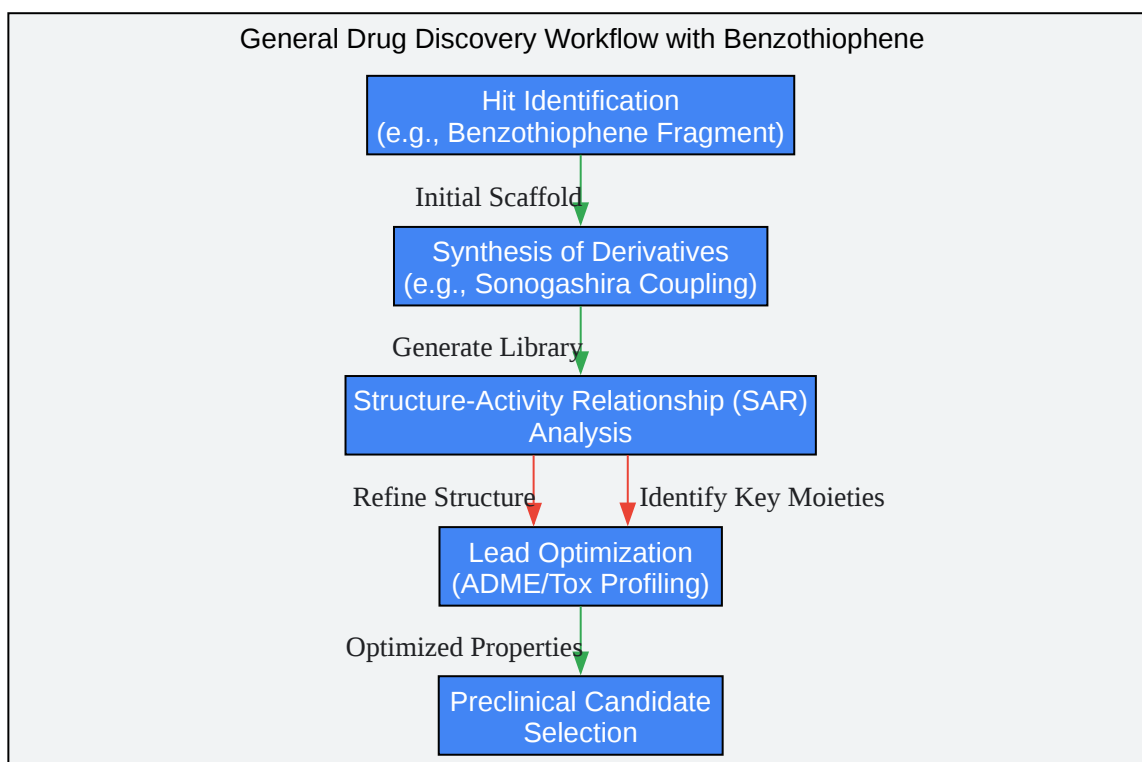 General Drug Discovery Workflow with Benzothiophene
Hit Identification
(e.g., Benzothiophene Fragment)
Initial Scaffold
Synthesis of Derivatives
(e.g., Sonogashira Coupling)
Generate Library
Structure-Activity Relationship (SAR)
Analysis
Refine Structure
Identify Key Moieties
Lead Optimization
(ADME/Tox Profiling)
Optimized Properties
Preclinical Candidate
Selection